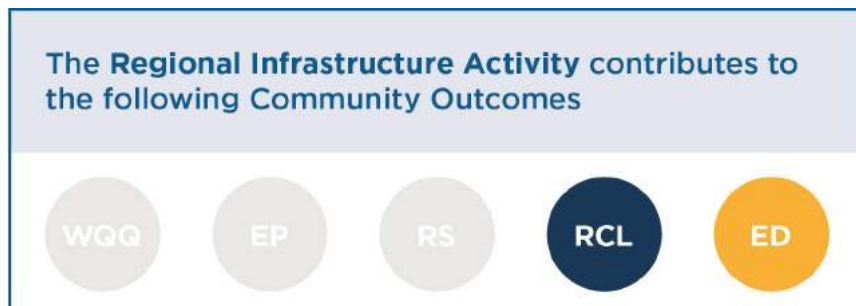 The Regional Infrastructure Activity contributes to
the following Community Outcomes
WQQ EP RS RCL ED